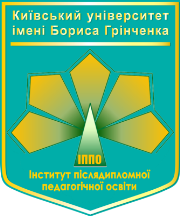 Київський університет
імені Бориса Грінченка
ІППО
Інститут післядипломної
педагогічної освіти